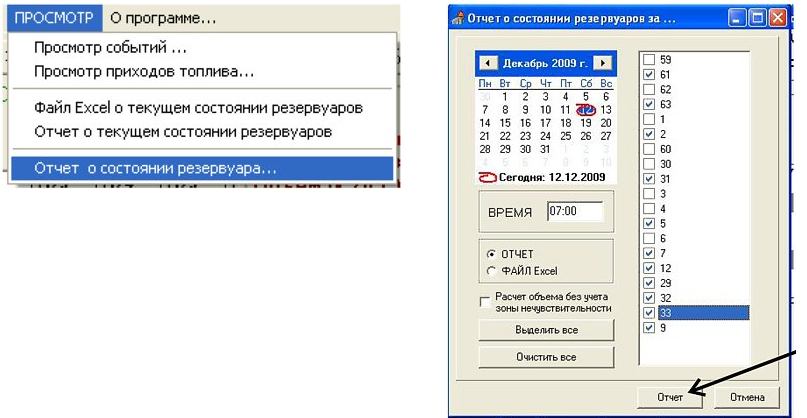 ПРОСМОТР О программе...
Просмотр событий ...
Просмотр приходов топлива...
Файл Excel о текущем состоянии резервуаров
Отчет о текущем состоянии резервуаров
Отчет о состоянии резервуара...
Отчет о состоянии резервуаров за ...
Декабрь 2009 г.
Пн Вт Ср Чт Пт Сб Вс
30 1 2 3 4 5 6
7 8 9 10 11 12 13
14 15 16 17 18 19 20
21 22 23 24 25 26 27
28 29 30 31 1 2 3
4 5 6 7 8 9 10
Сегодня: 12.12.2009
ВРЕМЯ 07:00
ОТЧЕТ
ФАЙЛ Excel
Расчет объема без учета
зоны нечувствительности
Выделить все
Очистить все
59
61
62
63
1
2
60
30
31
3
4
5
6
7
12
29
32
33
9
Отчет Отмена